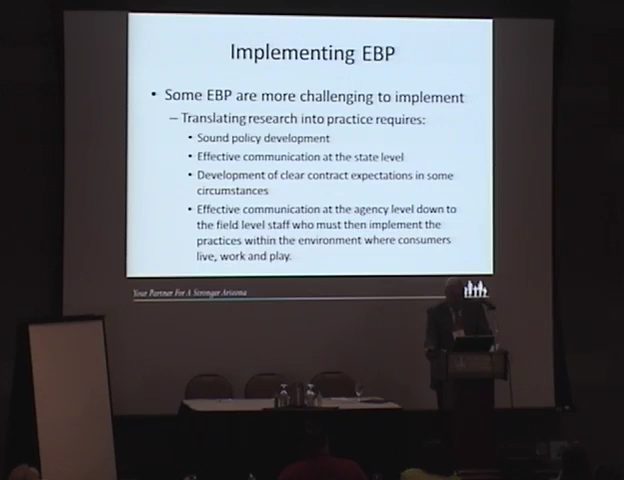 Implementing EBP
• Some EBP are more challenging to implement
– Translating research into practice requires:
• Sound policy development
• Effective communication at the state level
• Development of clear contract expectations in some
circumstances
• Effective communication at the agency level down to
the field level staff who must then implement the
practices within the environment where consumers
live, work and play.
Your Partner For A Stronger Arizona